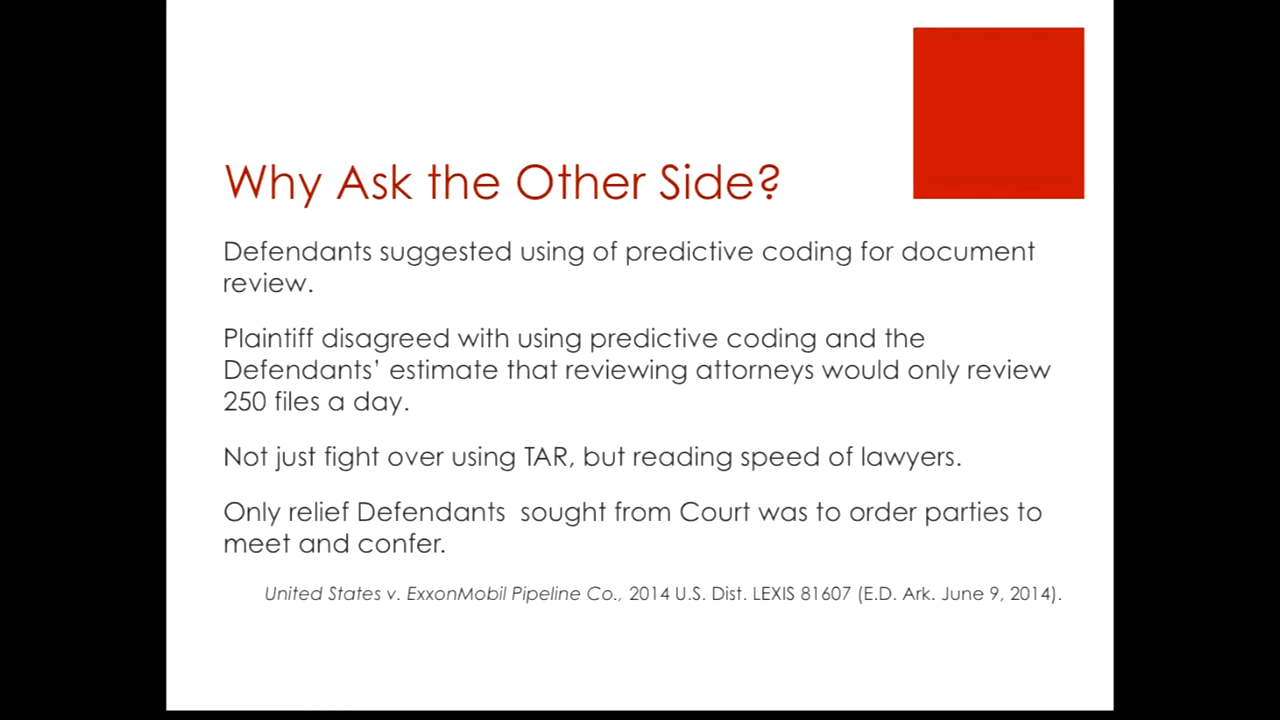 Why Ask the Other Side?
Defendants suggested using of predictive coding for document
review.
Plaintiff disagreed with using predictive coding and the
Defendants’ estimate that reviewing attorneys would only review
250 files a day.
Not just fight over using TAR, but reading speed of lawyers.
Only relief Defendants  sought from Court was to order parties to
meet and confer.
United States v. ExxonMobil Pipeline Co., 2014 U.S. Dist. LEXIS 81607 (E.D. Ark. June 9, 2014).